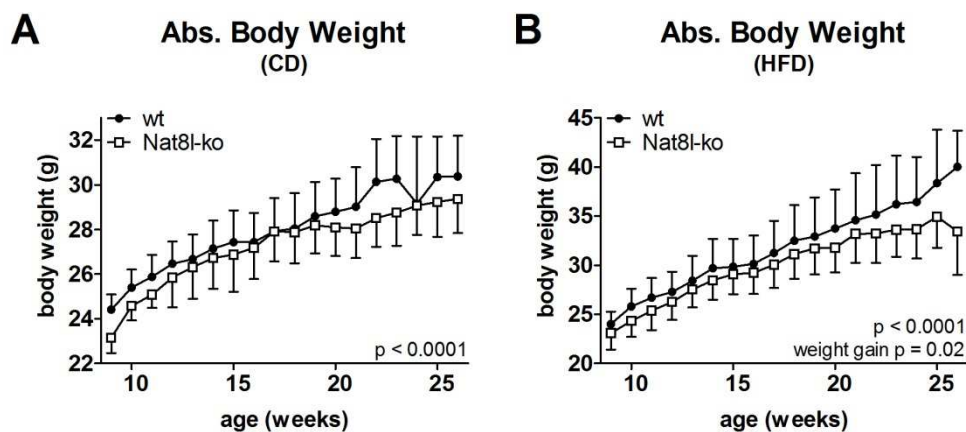 A
Abs. Body Weight
(CD)
wt
Nat8l-ko
body weight (g)
32
30
28
26
24
22
p < 0.0001
10
15
20
25
age (weeks)
B
Abs. Body Weight
(HFD)
wt
Nat8l-ko
body weight (g)
45
40
35
30
25
20
p < 0.0001
weight gain p = 0.02
10
15
20
25
age (weeks)